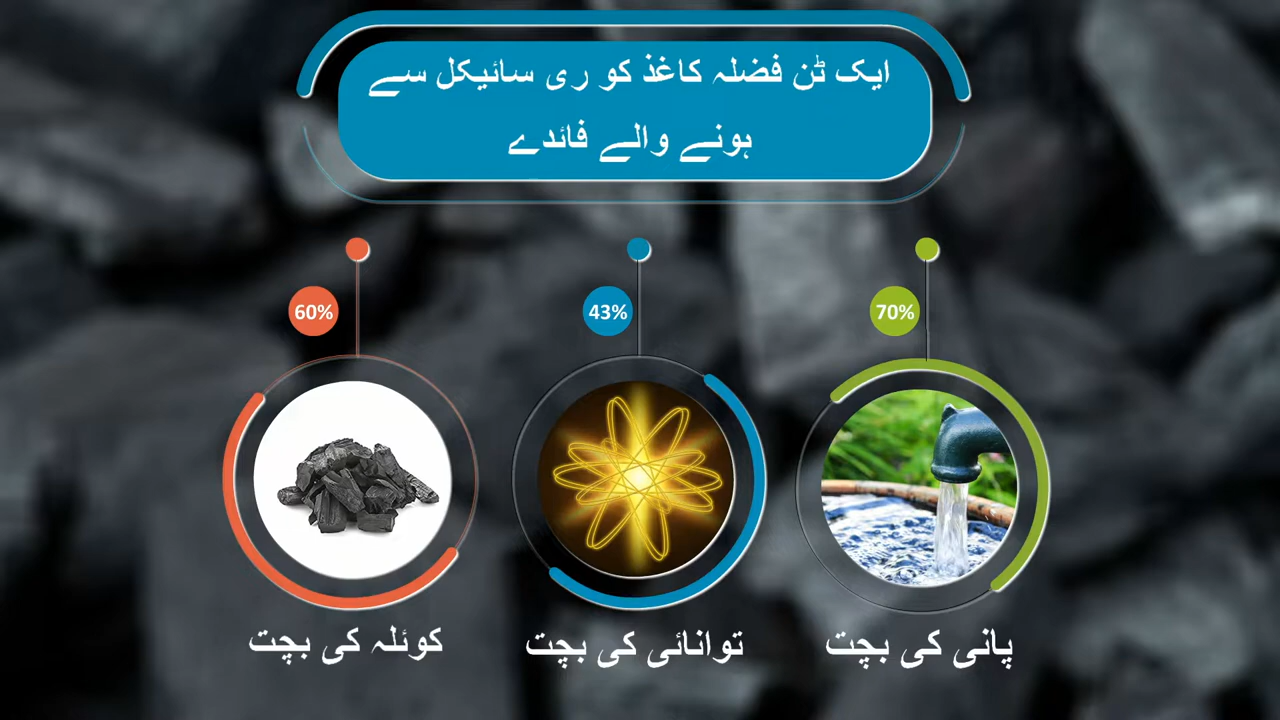 ایک ٹن فضلہ کاغذ کو ری سائیکل سے
ہونے والے فائدے
70%
43%
60%
پانی کی بچت
توانائی کی بچت
کوئلہ کی بچت